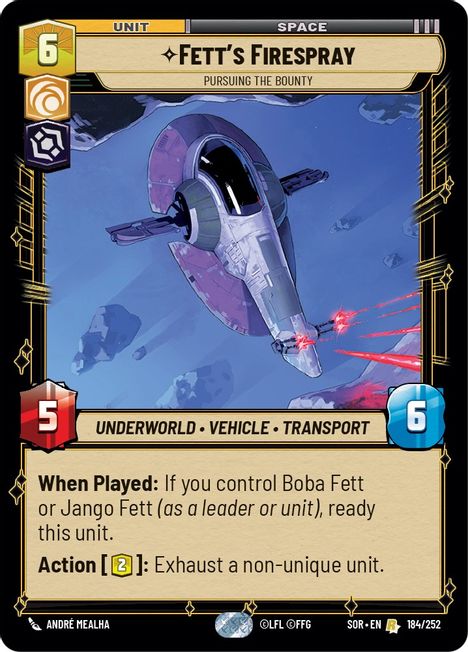 UNIT
SPACE
6
FETT'S FIRESPRAY
PURSUING THE BOUNTY
5
6
UNDERWORLD • VEHICLE • TRANSPORT
When Played: If you control Boba Fett
or Jango Fett (as a leader or unit), ready
this unit.
Action [2]: Exhaust a non-unique unit.
ANDRÉ MEALHA
©LFL ©FFG
SOR•EN R 184/252